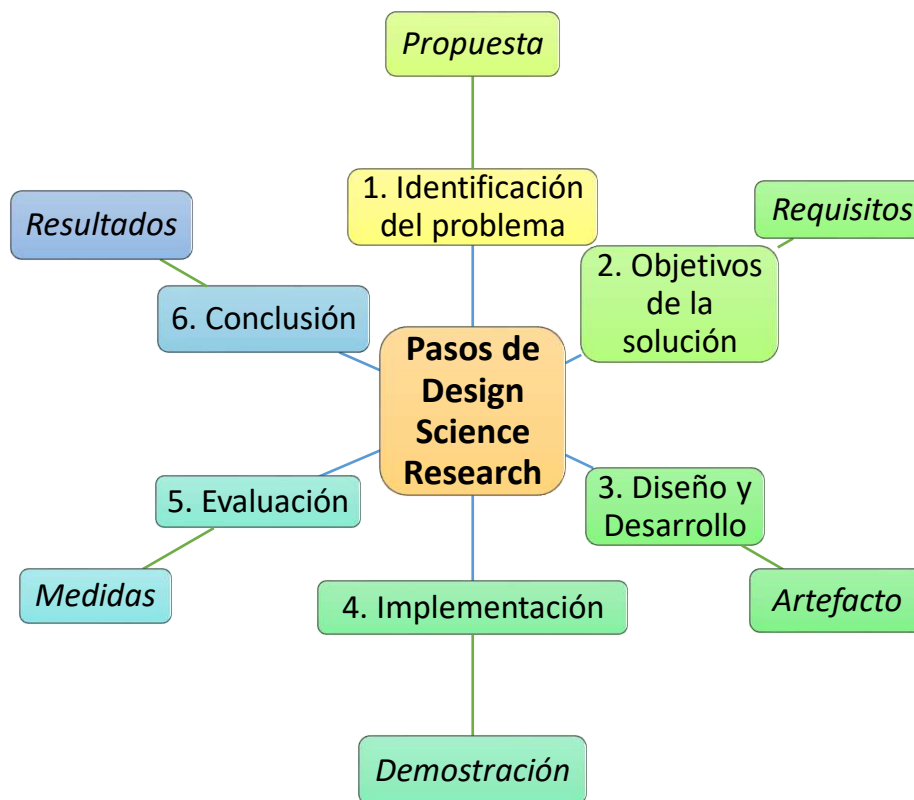 Propuesta
1. Identificación
del problema
Requisitos
2. Objetivos
de la
solución
Resultados
6. Conclusión
Pasos de
Design
Science
Research
3. Diseño y
Desarrollo
Artefacto
5. Evaluación
Medidas
4. Implementación
Demostración